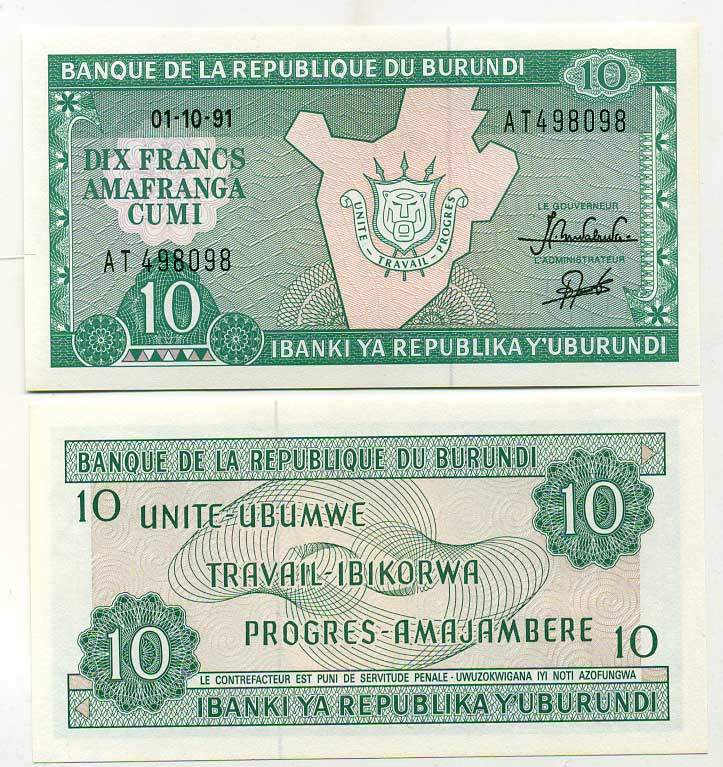 BANQUE DE LA REPUBLIQUE DU BURUNDI
10
01-10-91
AT498098
DIX FRANCS
AMAFRANGA
CUMI
UNITE - TRAVAIL - PROGRES
LE GOUVERNEUR
L'ADMINISTRATEUR
AT 498098
10
IBANKI YA REPUBLIKA Y'UBURUNDI
BANQUE DE LA REPUBLIQUE DU BURUNDI
10
10
UNITE-UBUMWE
TRAVAIL-IBIKORWA
PROGRES-AMAJAMBERE
10
10
LE CONTREFACTEUR EST PUNI DE SERVITUDE PENALE - UWUZOKWIGANA IYI NOTI AZOFUNGWA
IBANKI YA REPUBLIKA Y'UBURUNDI